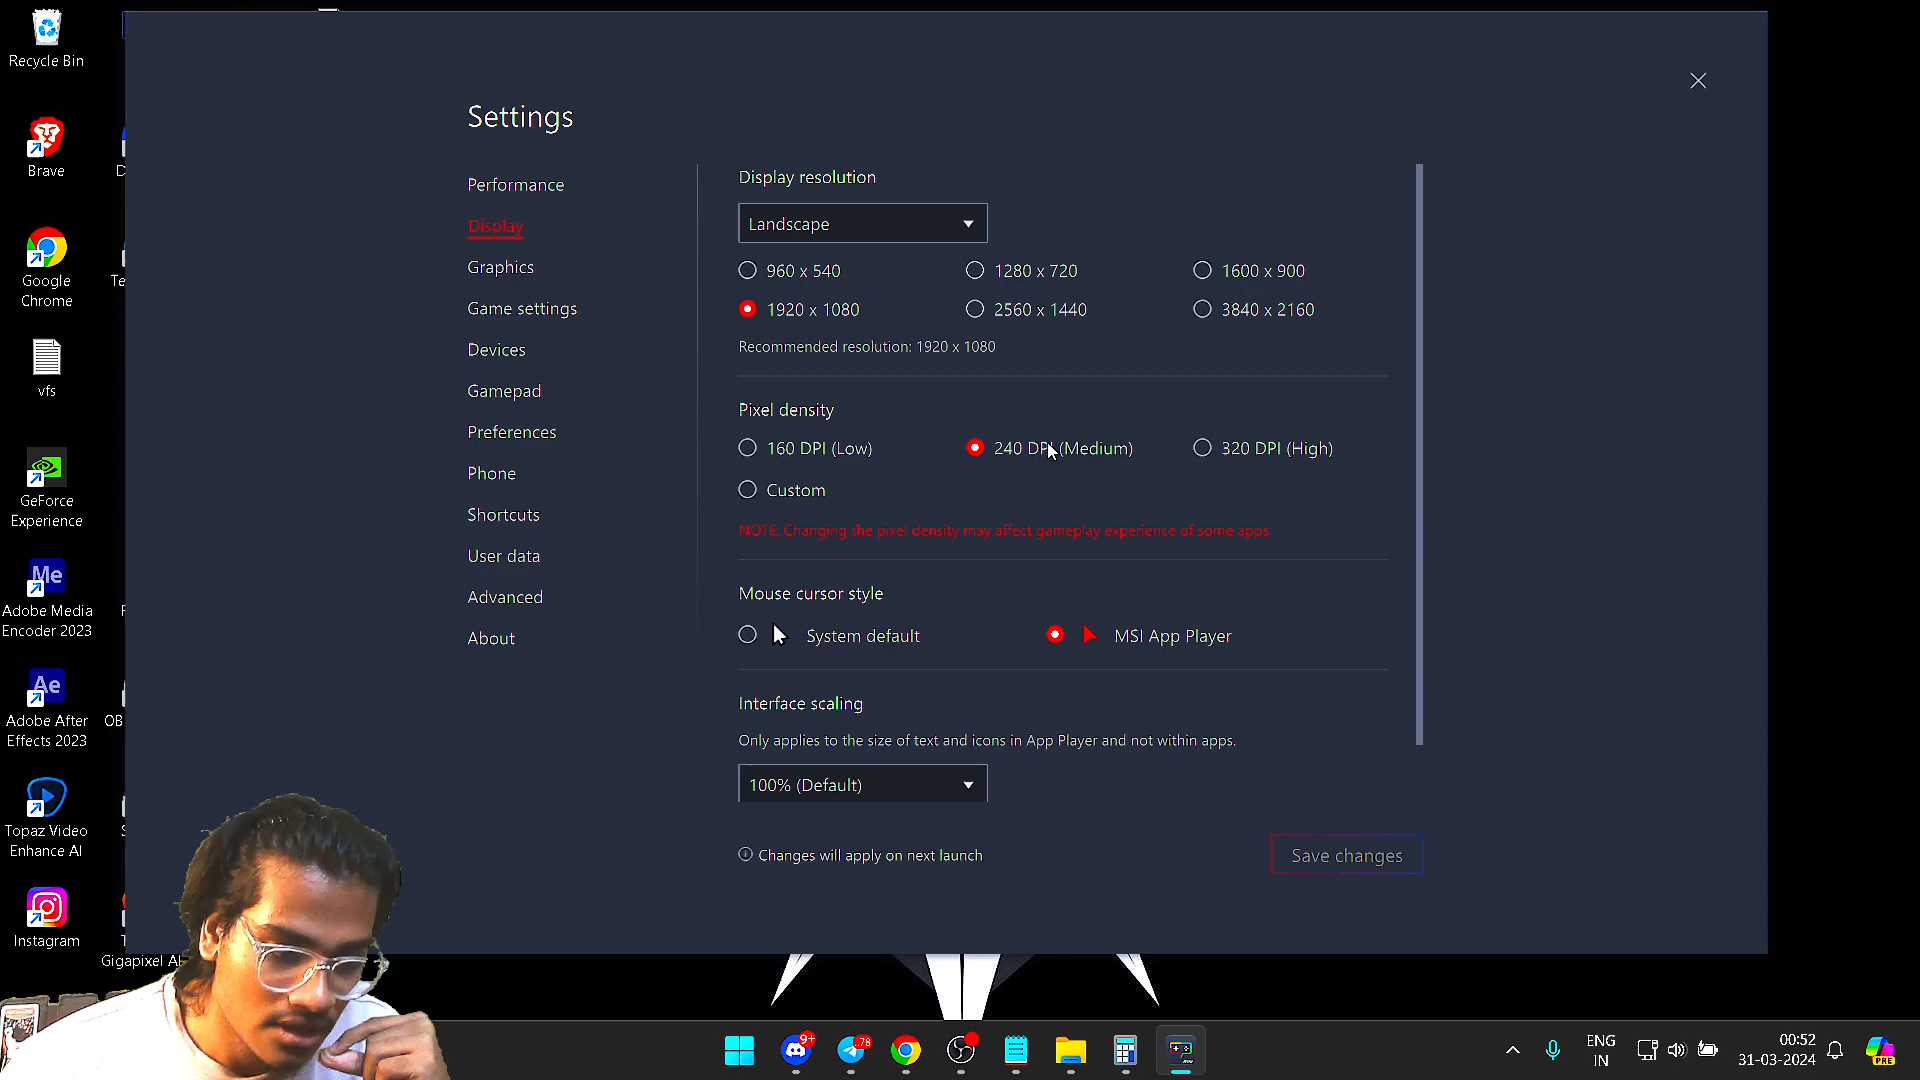 Recycle Bin
Brave
Google
Chrome
vfs
GeForce
Experience
Adobe Media
Encoder 2023
Adobe After
Effects 2023
Topaz Video
Enhance AI
Instagram
Gigapixel AI
OB
Settings
Performance
Display
Graphics
Game settings
Devices
Gamepad
Preferences
Phone
Shortcuts
User data
Advanced
About
Display resolution
Landscape
960 x 540 1280 x 720 1600 x 900
1920 x 1080 2560 x 1440 3840 x 2160
Recommended resolution: 1920 x 1080
Pixel density
160 DPI (Low) 240 DPI (Medium) 320 DPI (High)
Custom
NOTE: Changing the pixel density may affect gameplay experience of some apps.
Mouse cursor style
System default MSI App Player
Interface scaling
Only applies to the size of text and icons in App Player and not within apps.
100% (Default)
Changes will apply on next launch
Save changes
9+
..78
ENG
IN
00:52
31-03-2024
PRE